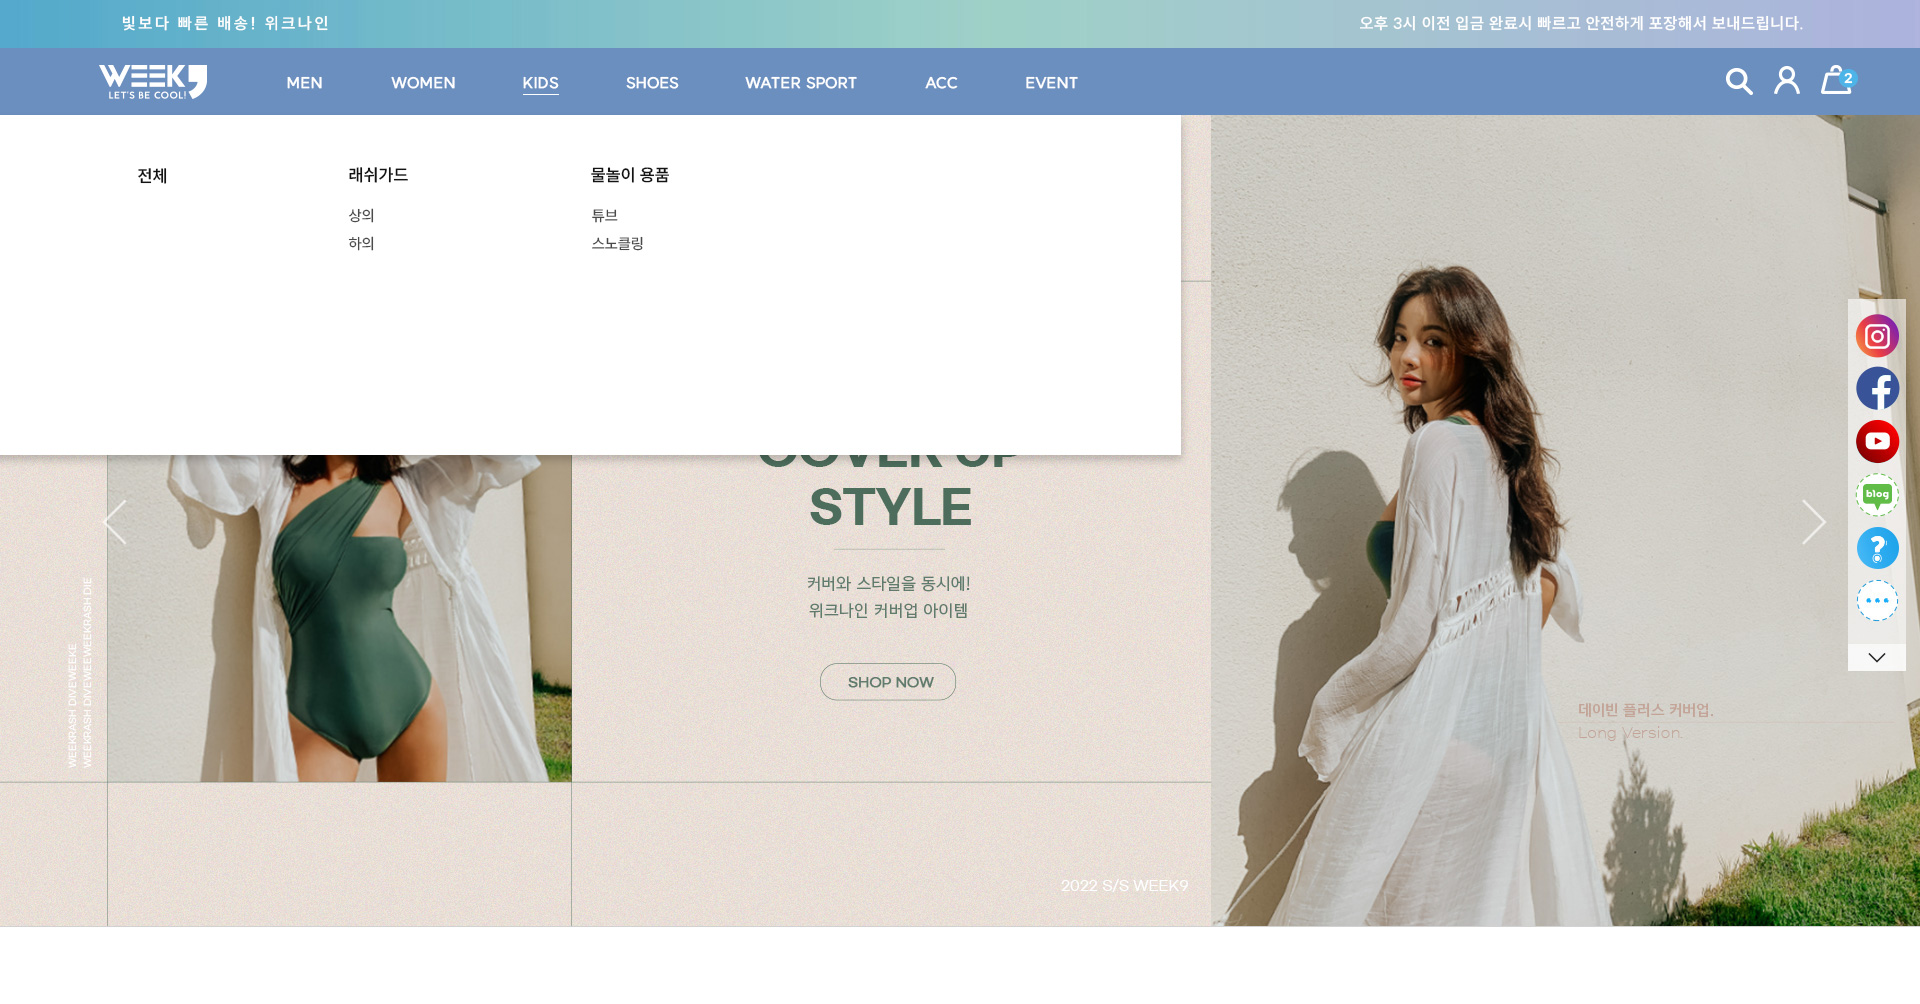 빛보다 빠른 배송! 위크나인
오후 3시 이전 입금 완료시 빠르고 안전하게 포장해서 보내드립니다.
WEEK9
LET'S BE COOL!
MEN
WOMEN
KIDS
SHOES
WATER SPORT
ACC
EVENT
2
전체
래쉬가드
상의
하의
물놀이 용품
튜브
스노클링
COVER UP
STYLE
커버와 스타일을 동시에!
위크나인 커버업 아이템
SHOP NOW
WEEKRASH DIVEWEEKE
WEEKRASH DIVEWEEWEEKRASH DIE
blog
?
데이빈 플러스 커버업.
Long Version.
2022 S/S WEEK9